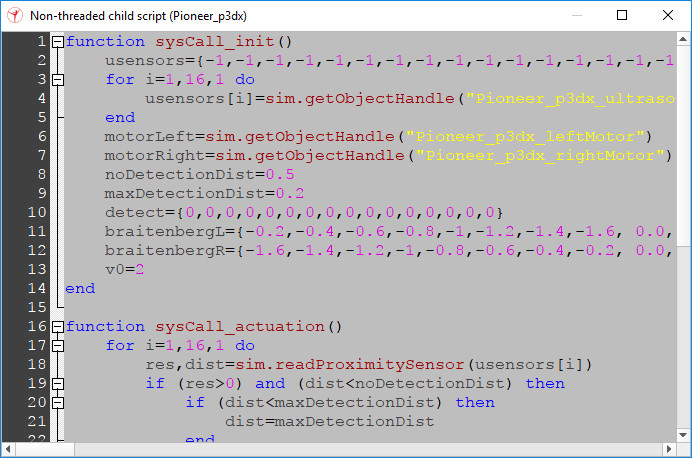 Non-threaded child script (Pioneer_p3dx)
1 function sysCall_init()
2 usensors={-1,-1,-1,-1,-1,-1,-1,-1,-1,-1,-1,-1,-1,-1,-1
3 for i=1,16,1 do
4 usensors[i]=sim.getObjectHandle("Pioneer_p3dx_ultraso
5 end
6 motorLeft=sim.getObjectHandle("Pioneer_p3dx_leftMotor")
7 motorRight=sim.getObjectHandle("Pioneer_p3dx_rightMotor")
8 noDetectionDist=0.5
9 maxDetectionDist=0.2
10 detect={0,0,0,0,0,0,0,0,0,0,0,0,0,0,0,0}
11 braitenbergL={-0.2,-0.4,-0.6,-0.8,-1,-1.2,-1.4,-1.6, 0.0,
12 braitenbergR={-1.6,-1.4,-1.2,-1,-0.8,-0.6,-0.4,-0.2, 0.0,
13 v0=2
14 end
15
16 function sysCall_actuation()
17 for i=1,16,1 do
18 res,dist=sim.readProximitySensor(usensors[i])
19 if (res>0) and (dist<noDetectionDist) then
20 if (dist<maxDetectionDist) then
21 dist=maxDetectionDist
22 end